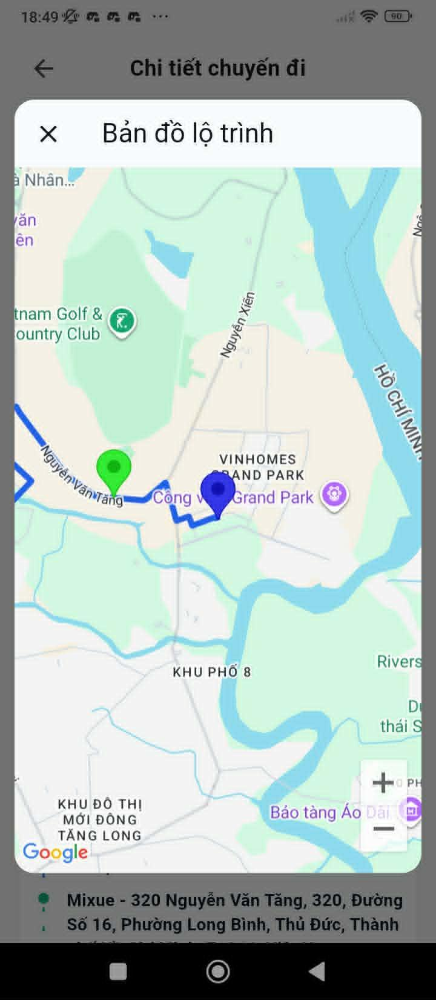 18:49
90
Chi tiết chuyến đi
Bản đồ lộ trình
à Nhân...
văn
ên
tnam Golf &
ountry Club
Nguyễn Xiển
HỒ CHÍ MINH
VINHOMES
GRAND PARK
Nguyễn Văn Tăng
Công v Grand Park
KHU PHỐ 8
Rivers
thái S
KHU ĐÔ THỊ
MỚI ĐÔNG
TĂNG LONG
Bảo tàng Áo Dài
Google
Mixue - 320 Nguyễn Văn Tăng, 320, Đường
Số 16, Phường Long Bình, Thủ Đức, Thành